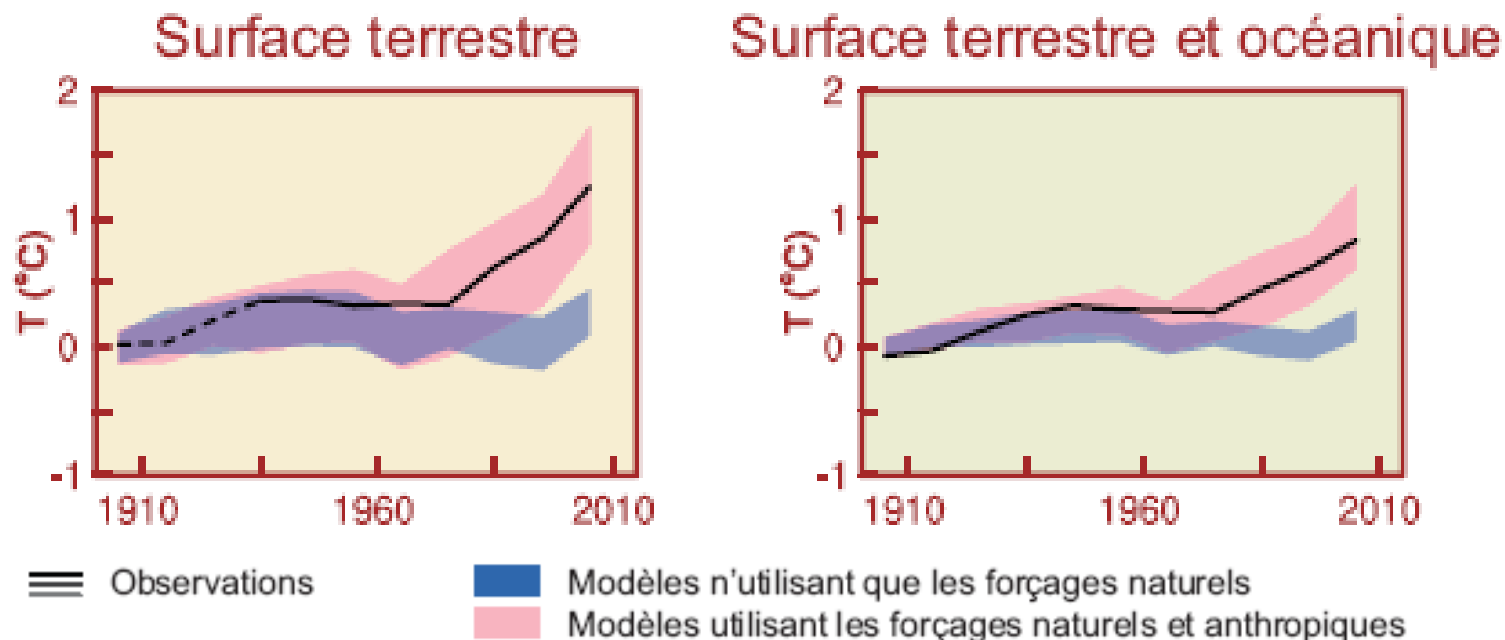 Surface terrestre
2
1
0
-1
T (°C)
1910 1960 2010
Surface terrestre et océanique
2
1
0
-1
T (°C)
1910 1960 2010
Observations
Modèles n'utilisant que les forçages naturels
Modèles utilisant les forçages naturels et anthropiques